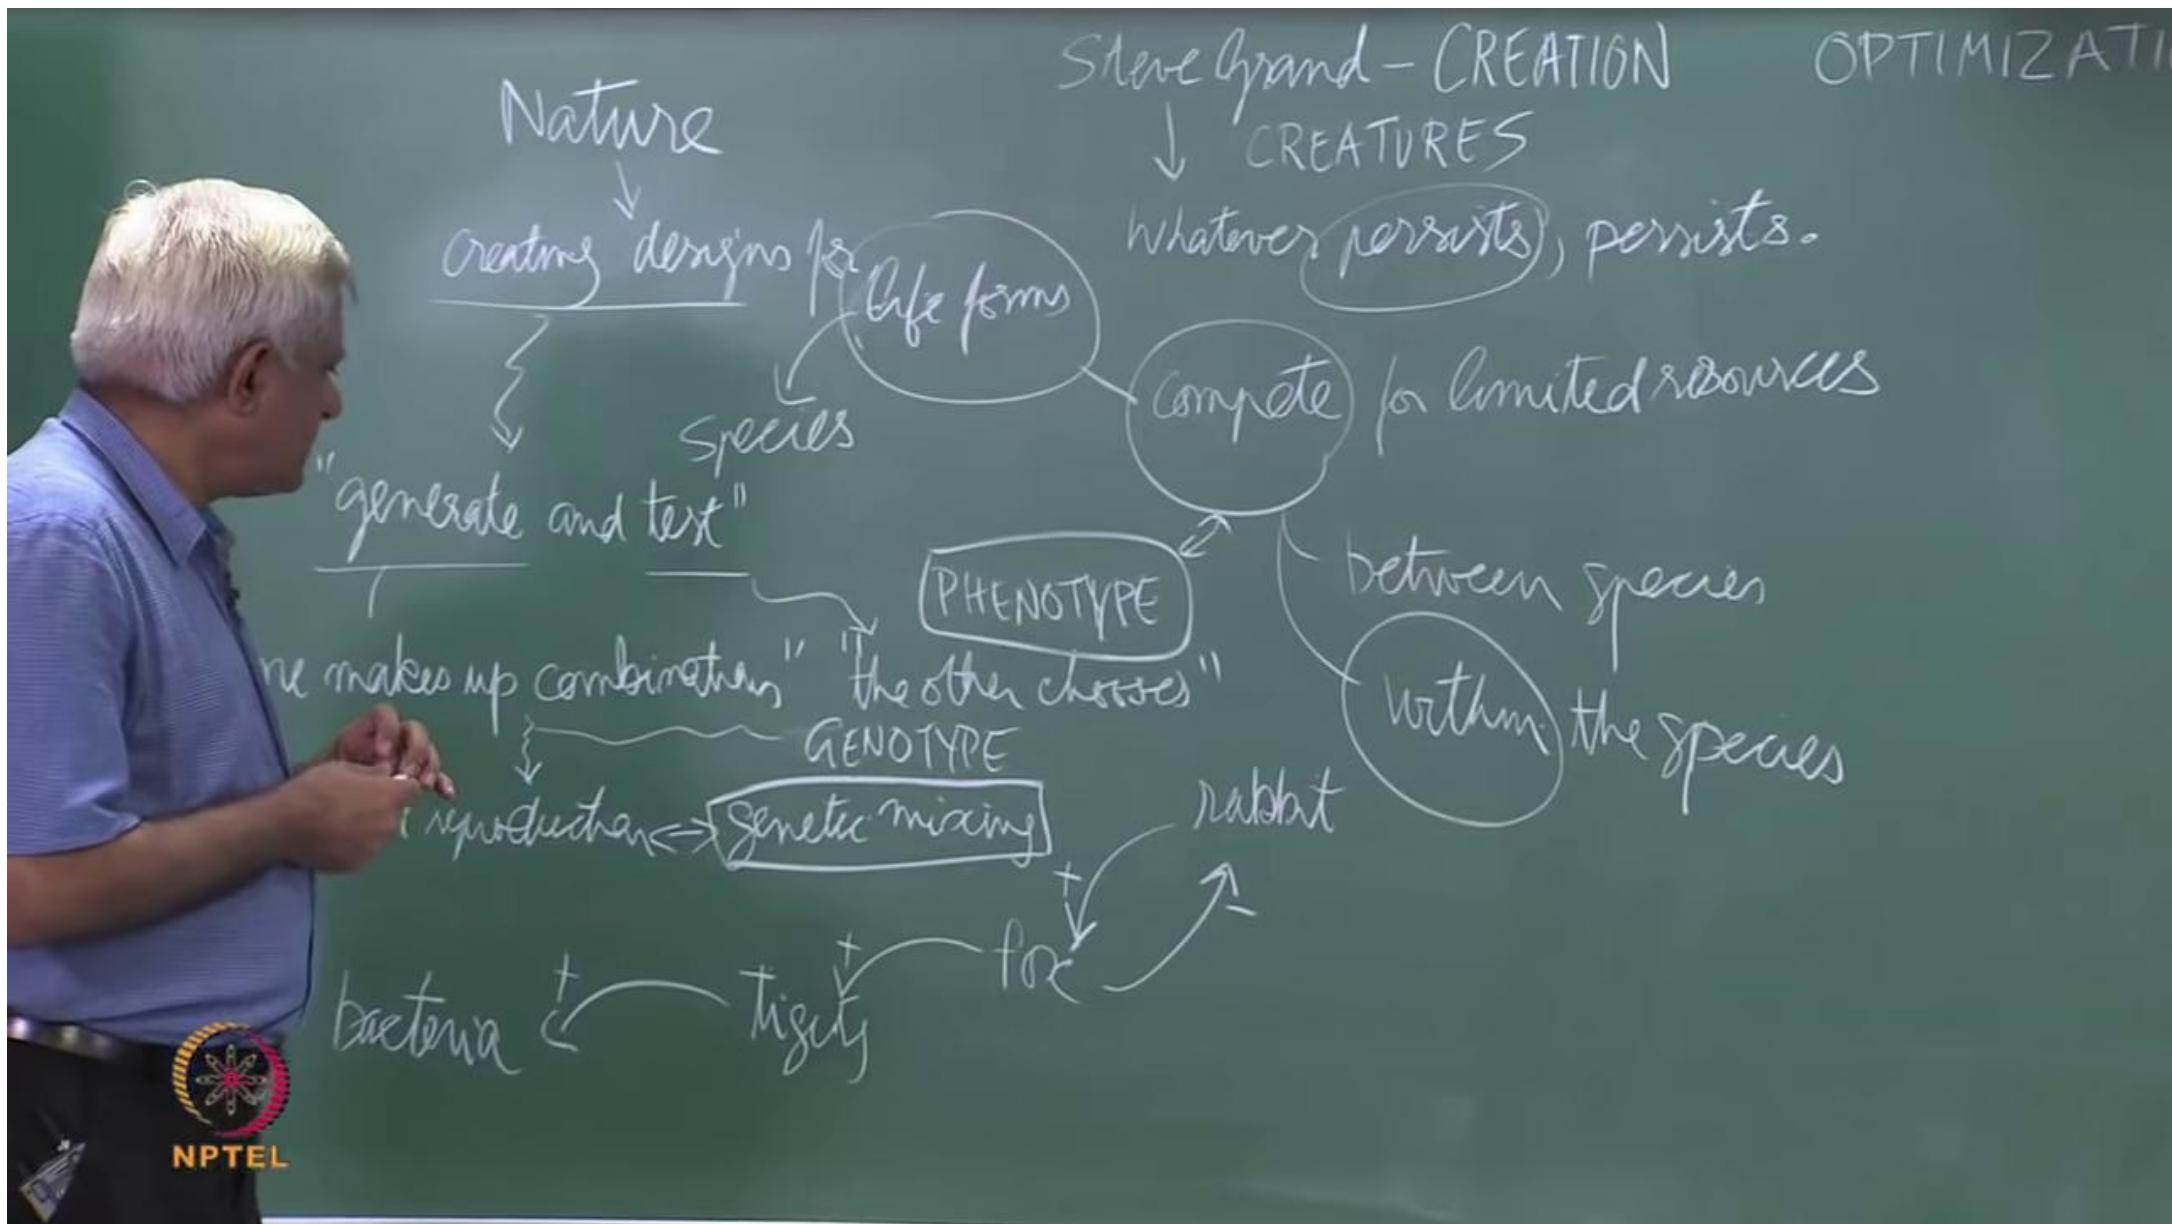 Steve Grand - CREATION
OPTIMIZATI
Nature
CREATURES
creating designs for life forms
whatever persists, persists.
species
compete for limited resources
"generate and test"
PHENOTYPE
between species
ne makes up combinations" "the other chooses"
within the species
GENOTYPE
reproduction <-> genetic mixing
rabbit
+
-
fox
+
+
tigers
bacteria
NPTEL